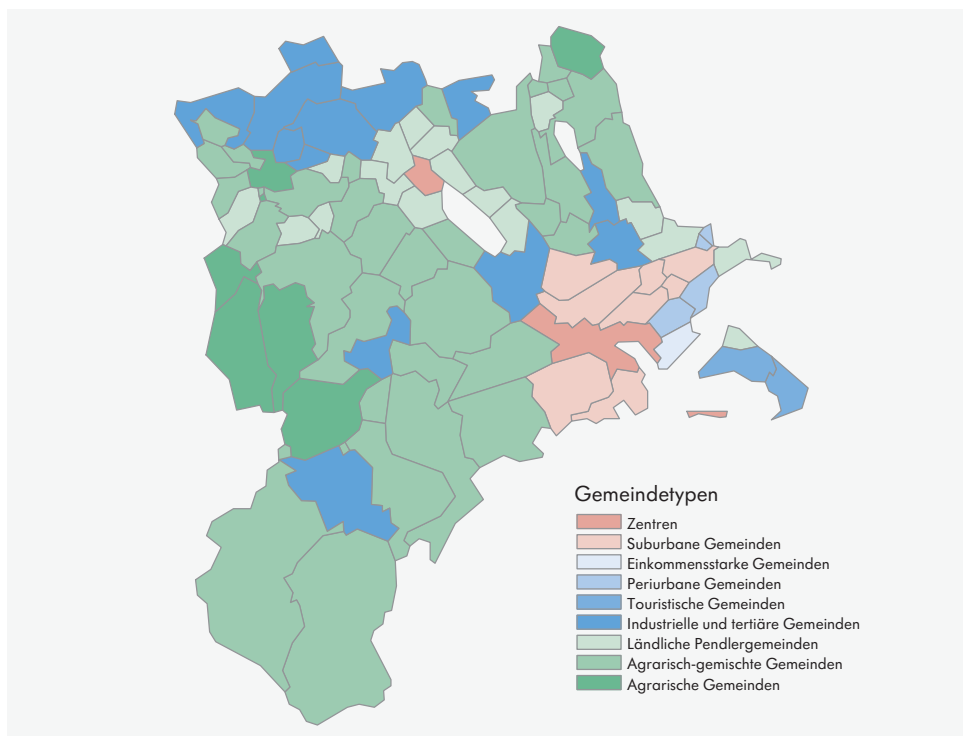 Gemeindetypen
Zentren
Suburbane Gemeinden
Einkommensstarke Gemeinden
Periurbane Gemeinden
Touristische Gemeinden
Industrielle und tertiäre Gemeinden
Ländliche Pendlergemeinden
Agrarisch-gemischte Gemeinden
Agrarische Gemeinden